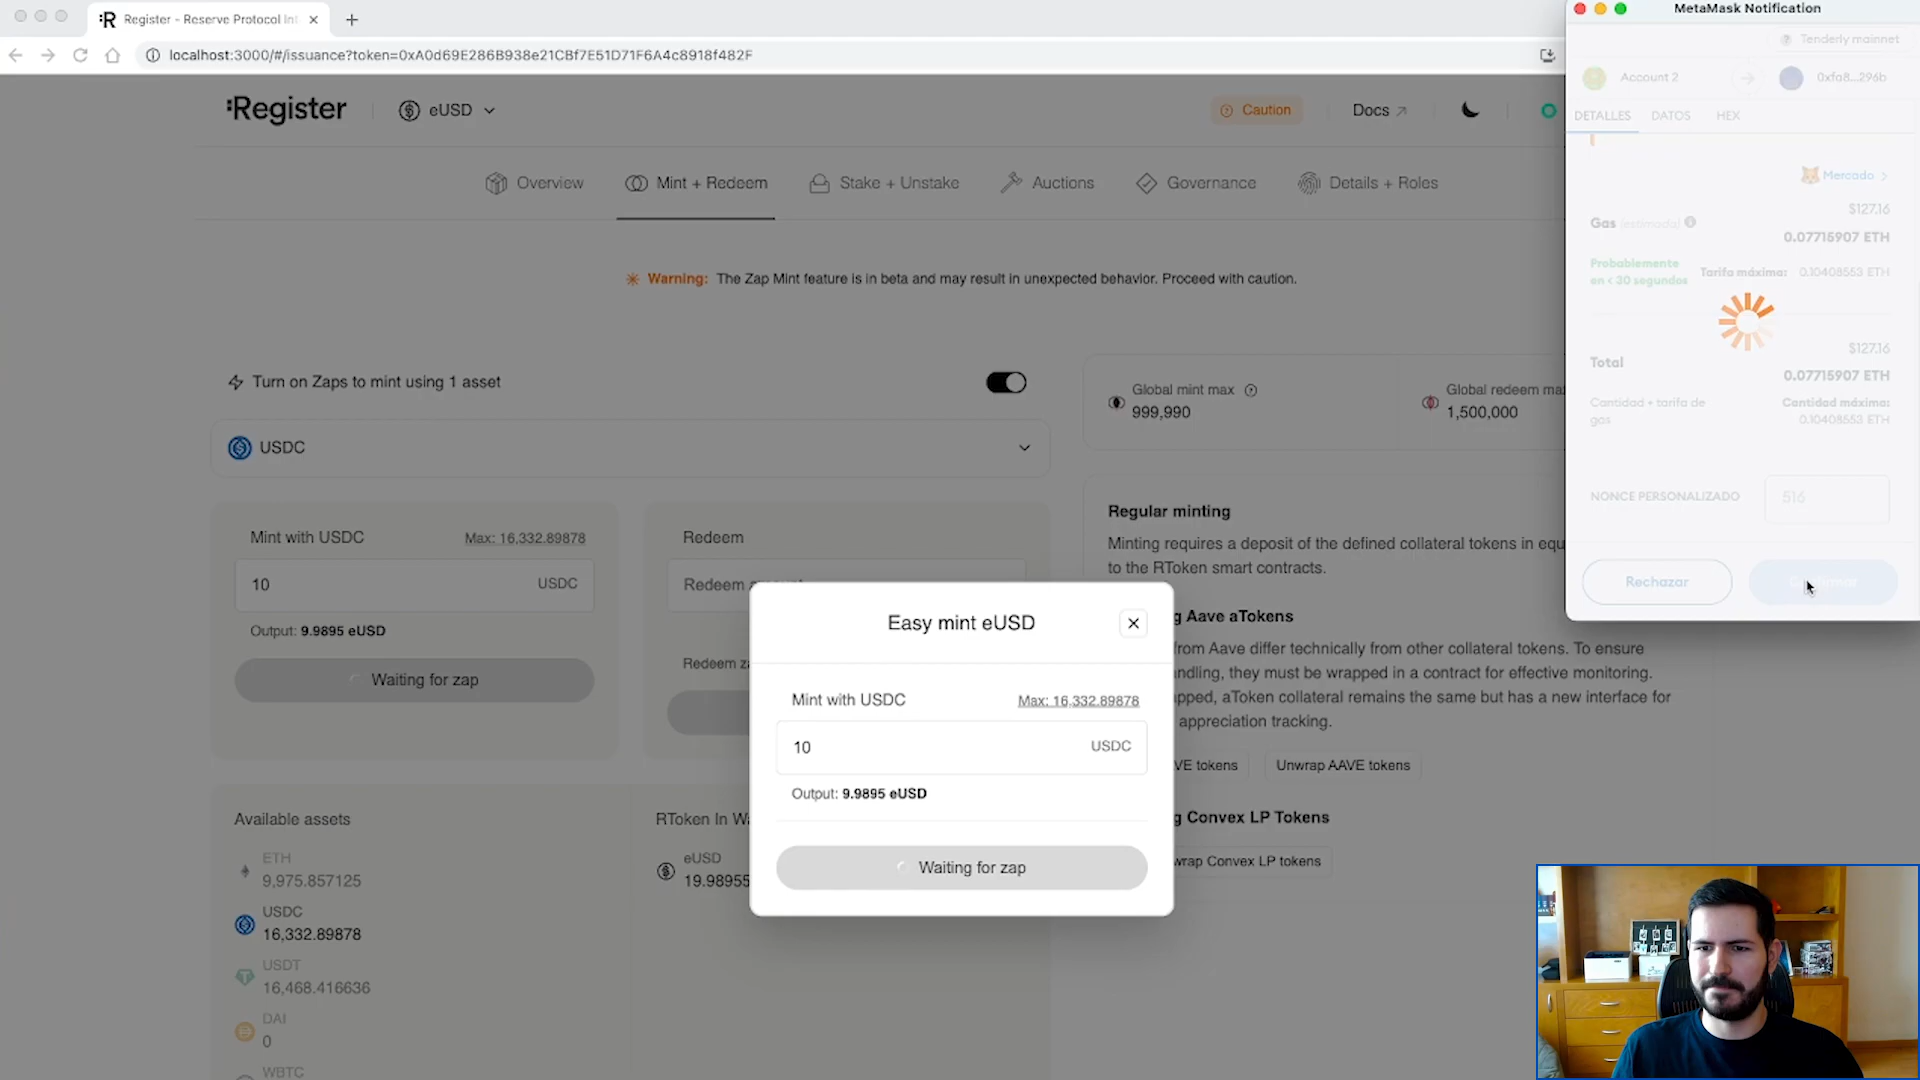 Register - Reserve Protocol Int
localhost:3000/#/issuance?token=0xA0d69E286B938e21CBf7E51D71F6A4c8918f482F
Register
eUSD
Caution
Docs
Overview
Mint + Redeem
Stake + Unstake
Auctions
Governance
Details + Roles
Warning: The Zap Mint feature is in beta and may result in unexpected behavior. Proceed with caution.
Turn on Zaps to mint using 1 asset
USDC
Mint with USDC
Max: 16,332.89878
10
USDC
Output: 9.9895 eUSD
Waiting for zap
Redeem
Redeem
Redeem
Available assets
ETH
9,975.857125
USDC
16,332.89878
USDT
16,468.416636
DAI
0
WBTC
RToken In
eUSD
19.98955
Global mint max
999,990
Global redeem
1,500,000
Regular minting
Minting requires a deposit of the defined collateral tokens in
to the RToken smart contracts.
Aave aTokens
from Aave differ technically from other collateral tokens. To ensure
they must be wrapped in a contract for effective monitoring.
aToken collateral remains the same but has a new interface for
appreciation tracking.
tokens
Unwrap AAVE tokens
Convex LP Tokens
Convex LP tokens
Easy mint eUSD
Mint with USDC
Max: 16,332.89878
10
USDC
Output: 9.9895 eUSD
Waiting for zap
MetaMask Notification
Tenderly mainnet
Account 2
0xfa8...296b
DETALLES
DATOS
HEX
Mercado
$127.16
Gas (estimada)
0.07715907 ETH
Probablemente
en < 30 segundos
Tarifa máxima: 0.10408553 ETH
$127.16
Total
0.07715907 ETH
Cantidad + tarifa de
gas
Cantidad máxima:
0.10408553 ETH
NONCE PERSONALIZADO
516
Rechazar